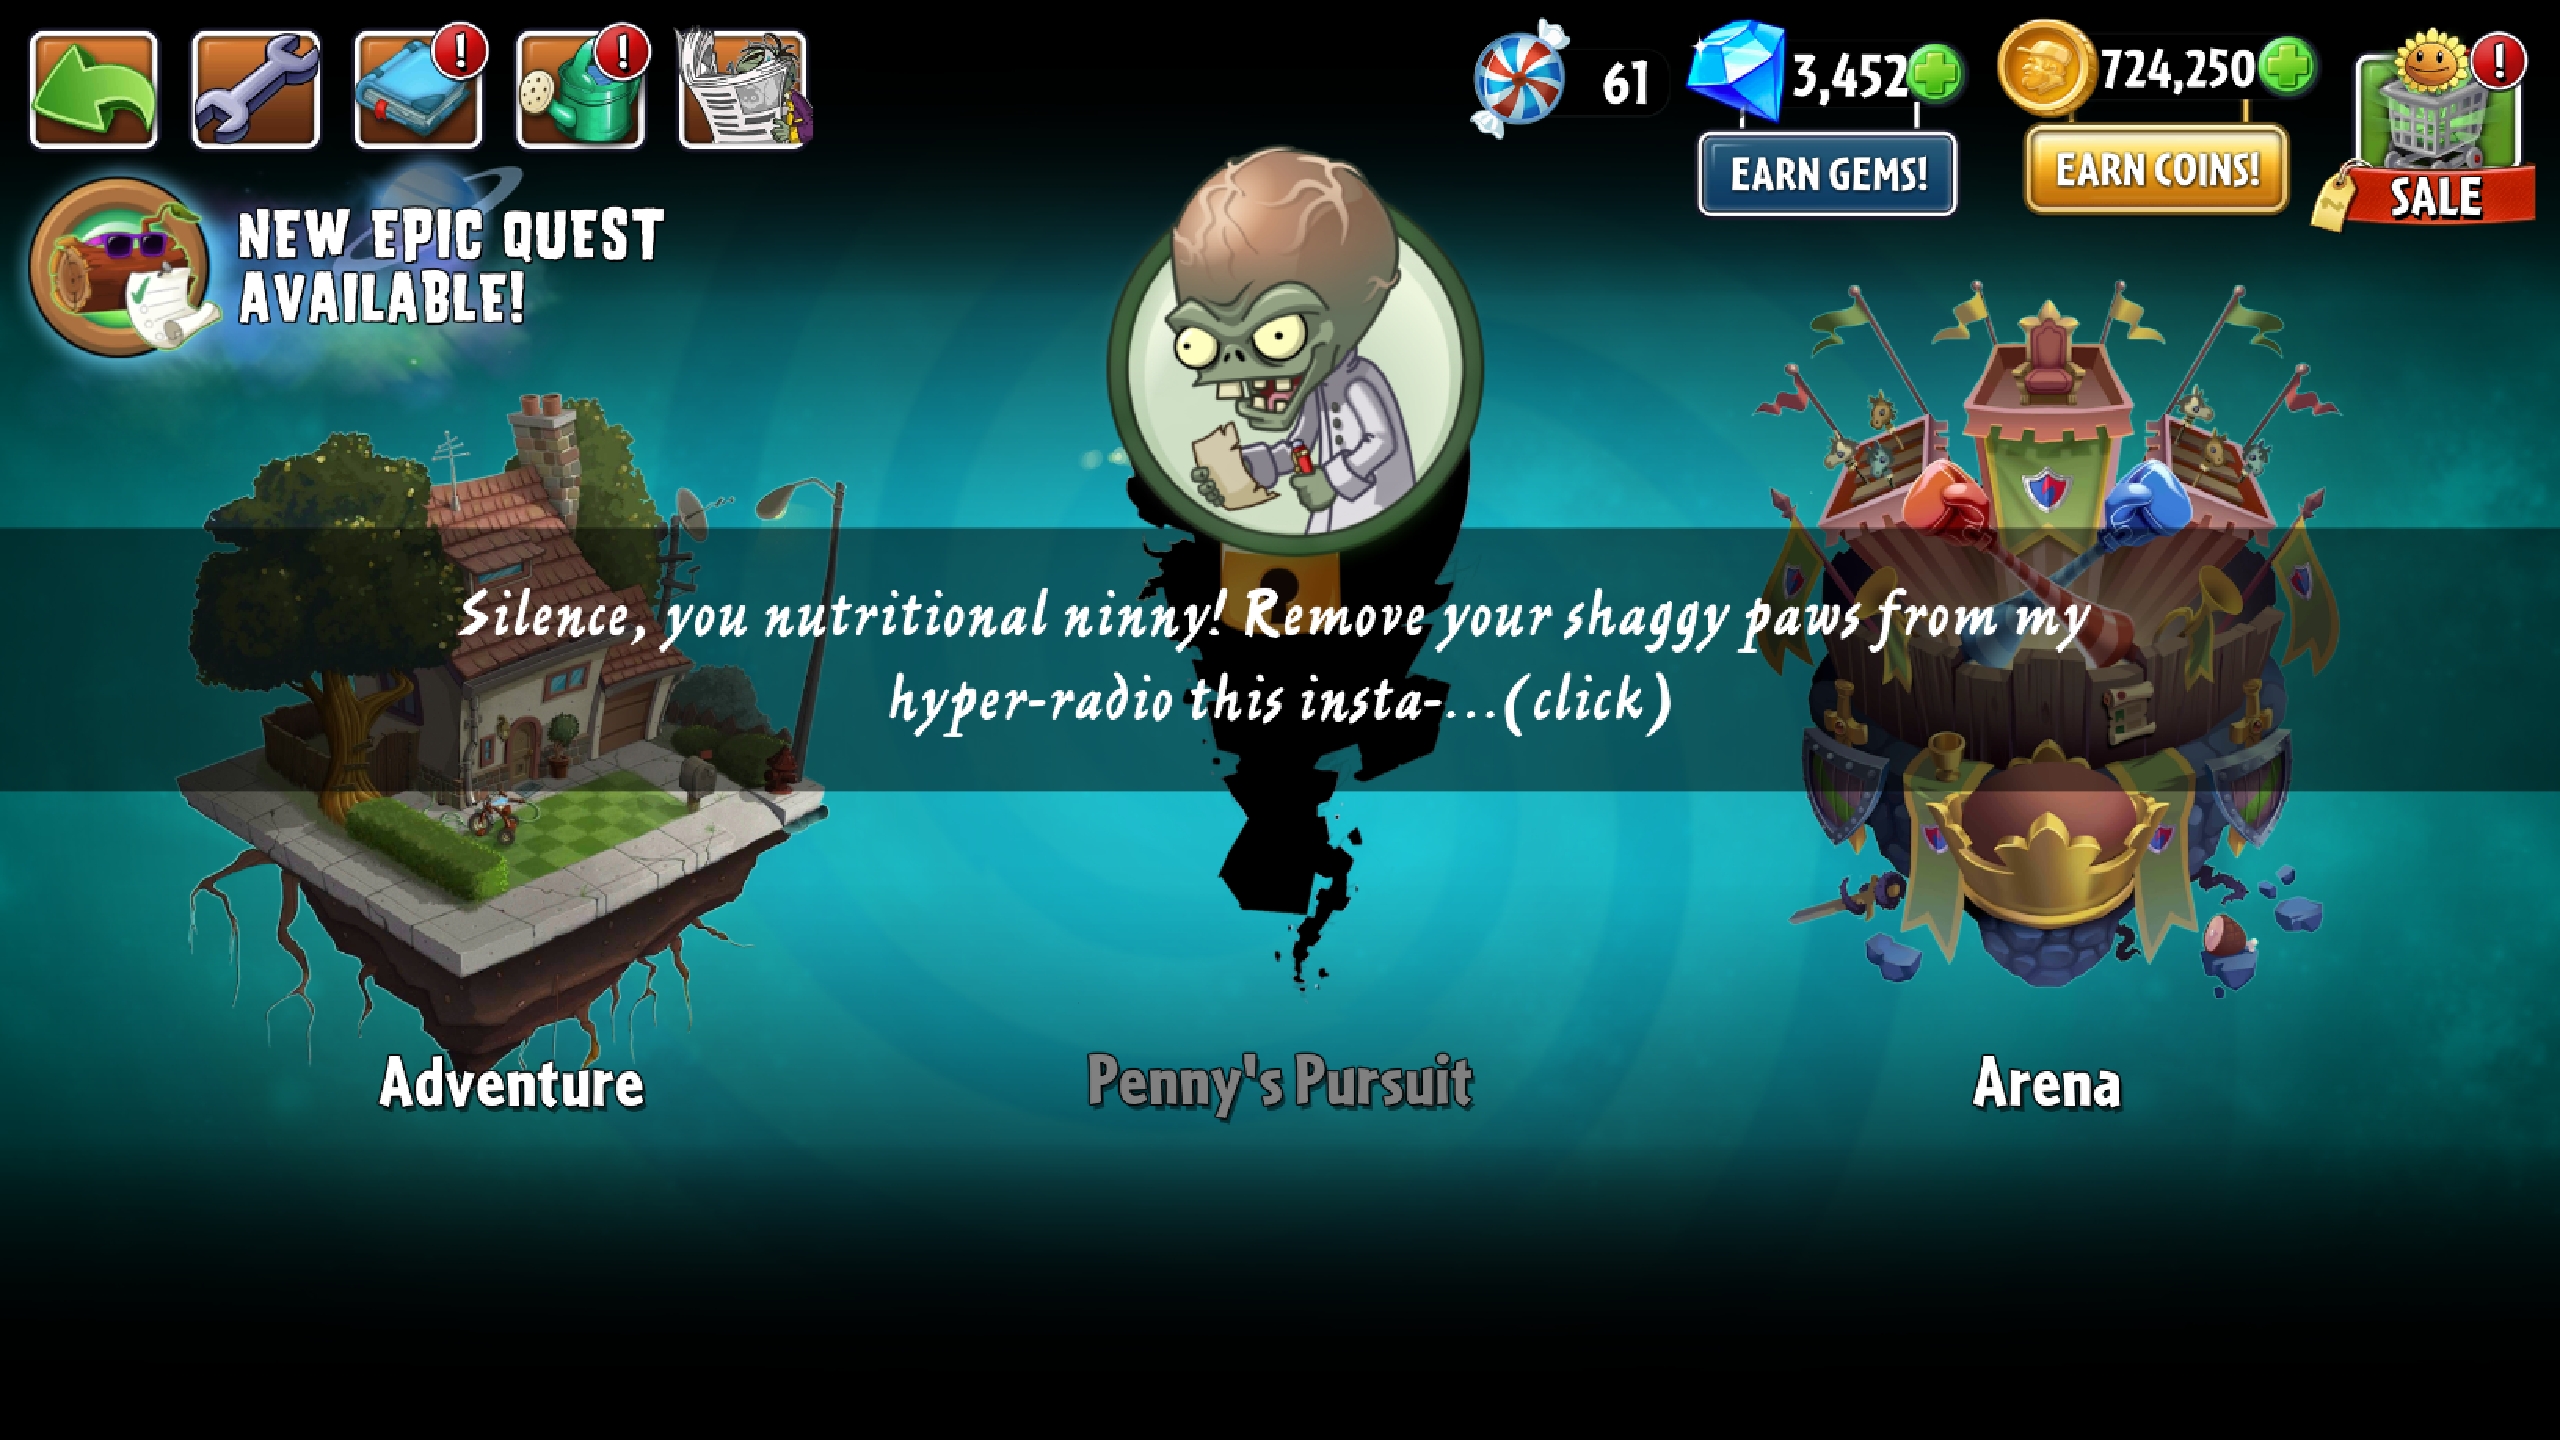 61
3,452
724,250
EARN GEMS!
EARN COINS!
SALE
NEW EPIC QUEST
AVAILABLE!
Silence, you nutritional ninny! Remove your shaggy paws from my
hyper-radio this insta-...(click)
Adventure
Penny's Pursuit
Arena